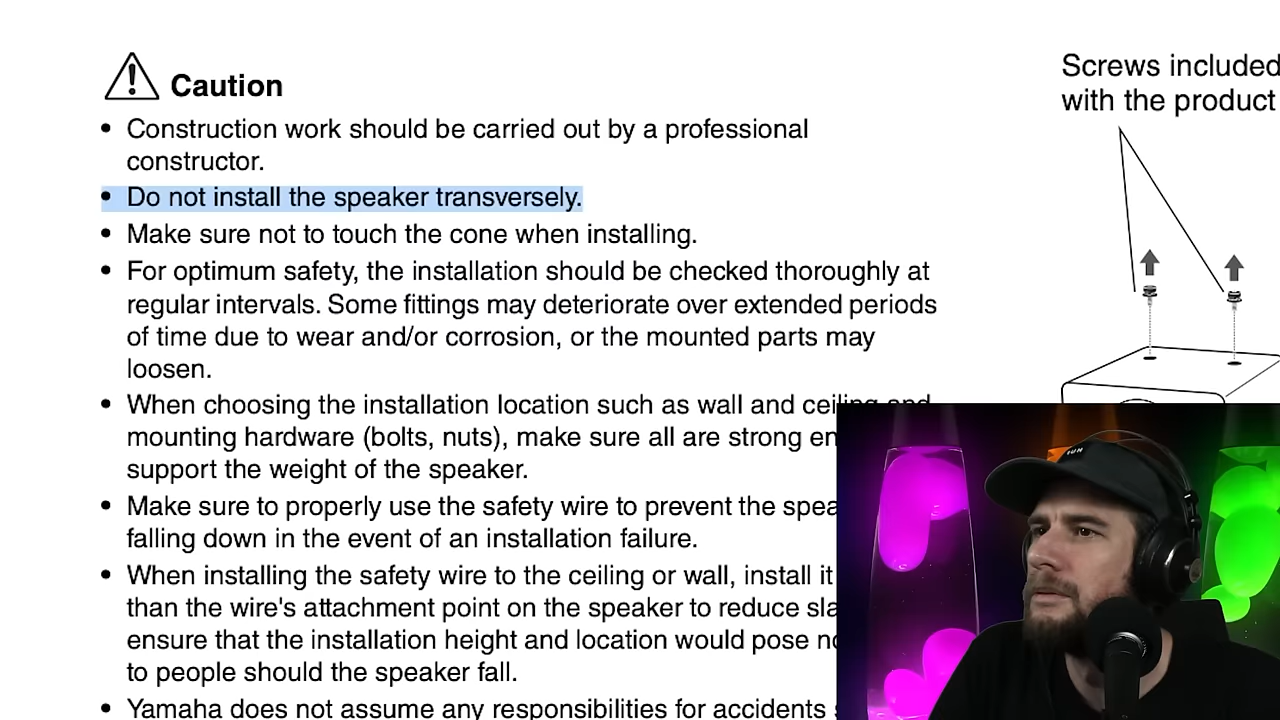 Caution
• Construction work should be carried out by a professional
constructor.
• Do not install the speaker transversely.
• Make sure not to touch the cone when installing.
• For optimum safety, the installation should be checked thoroughly at
regular intervals. Some fittings may deteriorate over extended periods
of time due to wear and/or corrosion, or the mounted parts may
loosen.
• When choosing the installation location such as wall and ceiling and
mounting hardware (bolts, nuts), make sure all are strong en
support the weight of the speaker.
• Make sure to properly use the safety wire to prevent the spea
falling down in the event of an installation failure.
• When installing the safety wire to the ceiling or wall, install it
than the wire's attachment point on the speaker to reduce sla
ensure that the installation height and location would pose no
to people should the speaker fall.
• Yamaha does not assume any responsibilities for accidents
Screws included
with the product